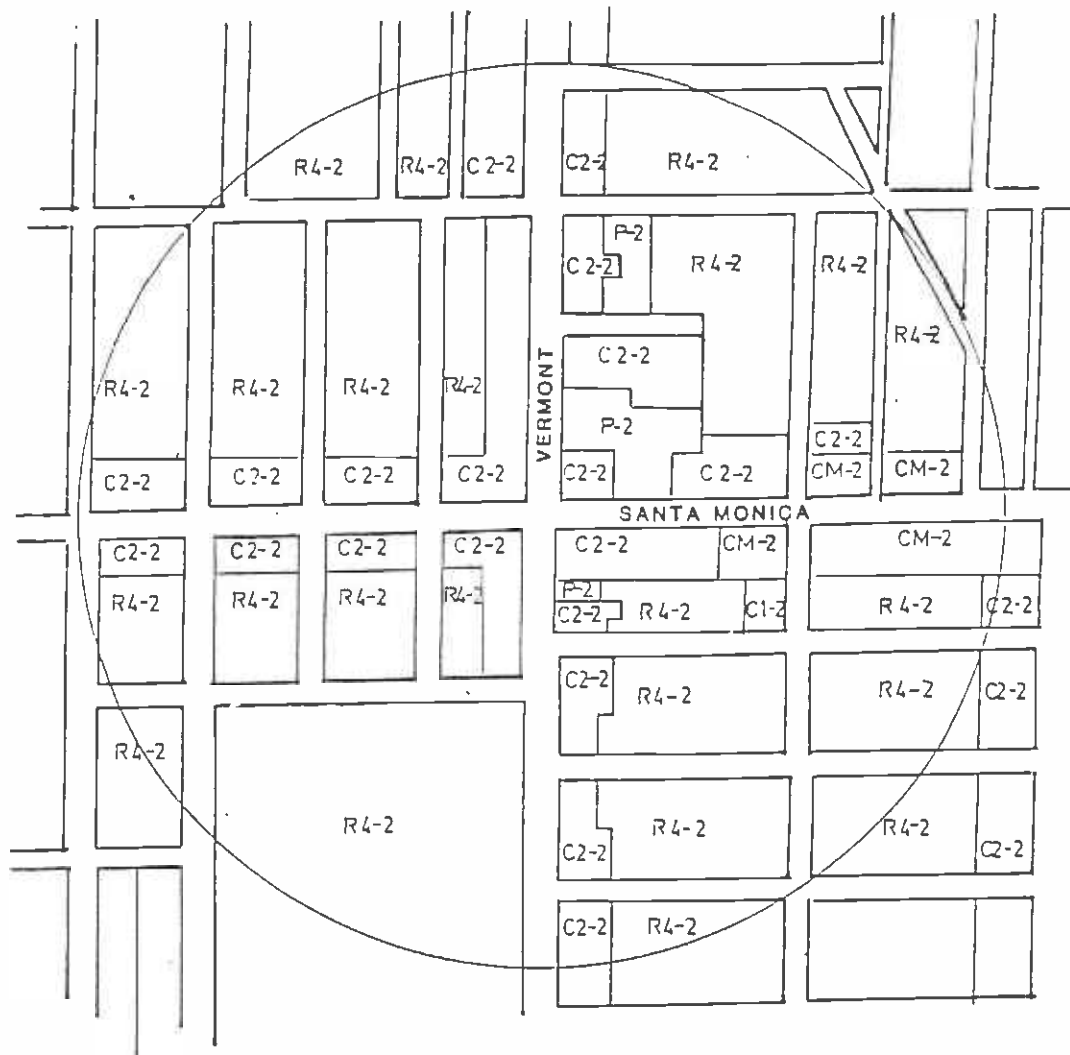 R4-2 R4-2 C2-2 C2-2 R4-2
P-2
C2-2 R4-2 R4-2
R4-2
C2-2
R4-2 R4-2 R4-2 R4-2
VERMONT
P-2
C2-2
C2-2 C?-2 C2-2 C2-2 C2-2 C2-2 CM-2 CM-2
SANTA MONICA
C2-2 C2-2 C2-2 C2-2 C2-2 CM-2 CM-2
P-2
R4-2 R4-2 R4-2 R4-2 C2-2 R4-2 C1-2 R4-2 C2-2
C2-2 R4-2 R4-2 C2-2
R4-2
R4-2 R4-2 R4-2
C2-2 C2-2
C2-2 R4-2